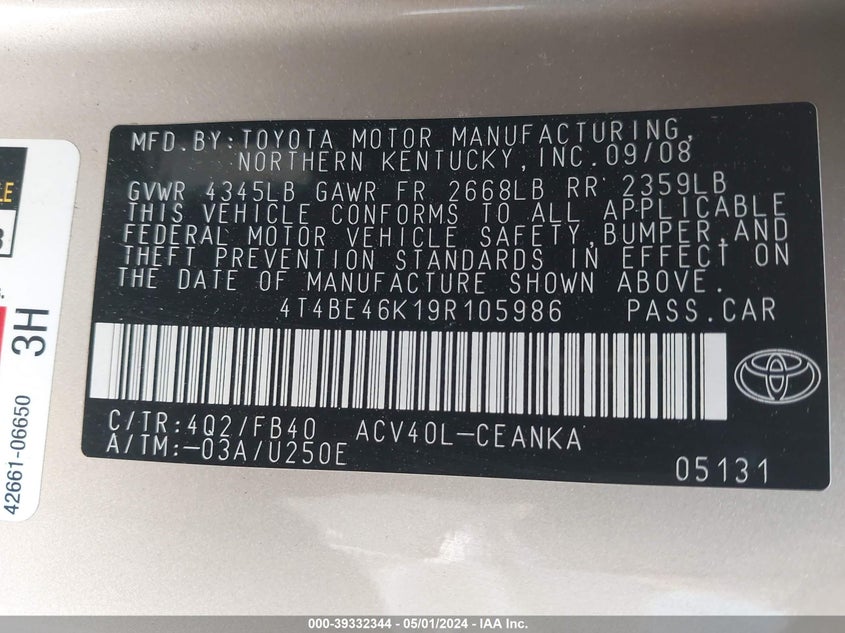 MFD.BY:TOYOTA MOTOR MANUFACTURING,
NORTHERN KENTUCKY,INC.09/08
GVWR 4345LB GAWR FR 2668LB RR 2359LB
THIS VEHICLE CONFORMS TO ALL APPLICABLE
FEDERAL MOTOR VEHICLE SAFETY,BUMPER,AND
THEFT PREVENTION STANDARDS IN EFFECT ON
THE DATE OF MANUFACTURE SHOWN ABOVE.
4T4BE46K19R105986 PASS.CAR
C/TR:4Q2/FB40 ACV40L-CEANKA
A/TM:-03A/U250E
05131
3H
42661-06650
000-39332344 — 05/01/2024 — IAA Inc.